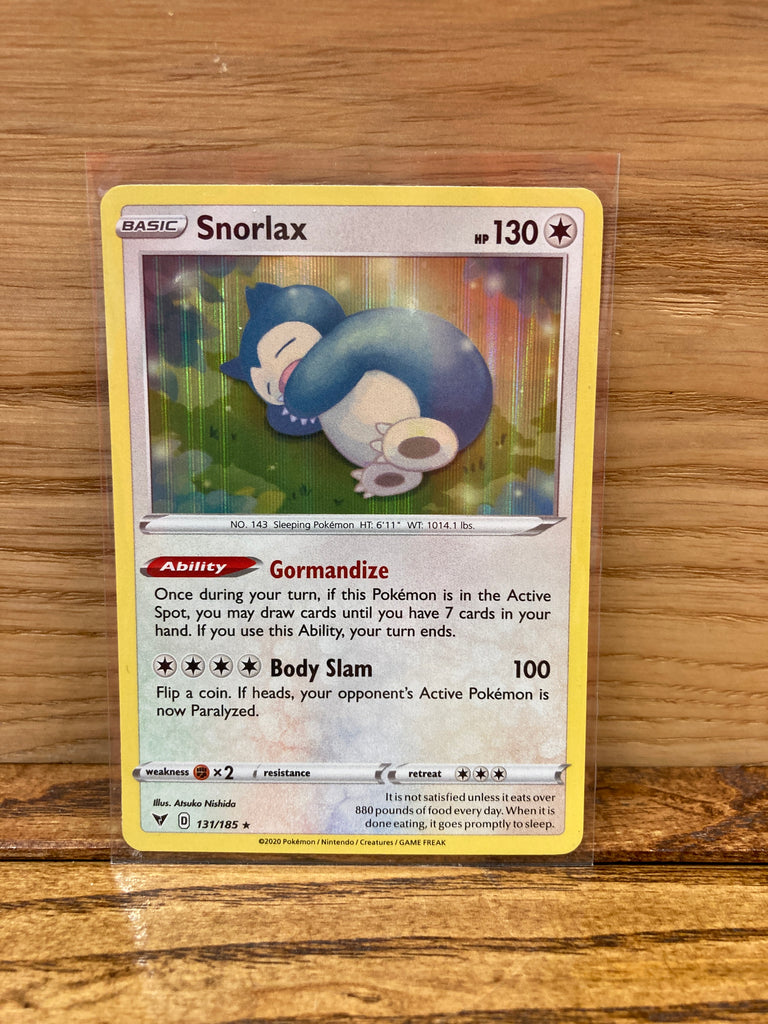 BASIC Snorlax HP 130
NO. 143 Sleeping Pokémon HT: 6'11" WT: 1014.1 lbs.
Ability Gormandize
Once during your turn, if this Pokémon is in the Active
Spot, you may draw cards until you have 7 cards in your
hand. If you use this Ability, your turn ends.
Body Slam 100
Flip a coin. If heads, your opponent's Active Pokémon is
now Paralyzed.
weakness ×2 resistance retreat
Illus. Atsuko Nishida
D 131/185 ★
It is not satisfied unless it eats over
880 pounds of food every day. When it is
done eating, it goes promptly to sleep.
©2020 Pokémon / Nintendo / Creatures / GAME FREAK